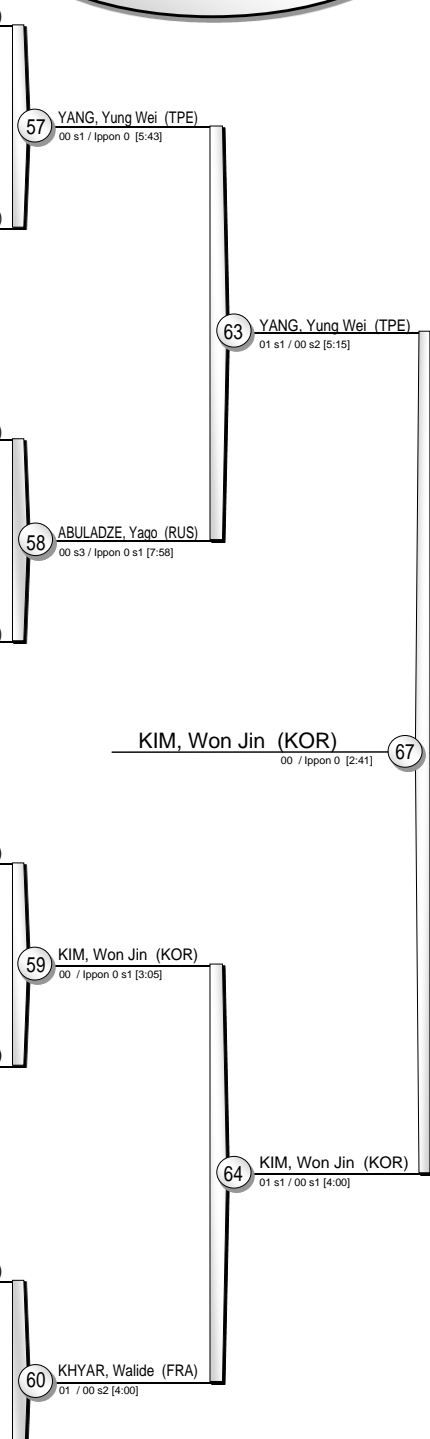 57
YANG, Yung Wei (TPE)
00 s1 / Ippon 0 [5:43]
63
YANG, Yung Wei (TPE)
01 s1 / 00 s2 [5:15]
58
ABULADZE, Yago (RUS)
00 s3 / Ippon 0 s1 [7:58]
KIM, Won Jin (KOR)
67
00 / Ippon 0 [2:41]
59
KIM, Won Jin (KOR)
00 / Ippon 0 s1 [3:05]
64
KIM, Won Jin (KOR)
01 s1 / 00 s1 [4:00]
60
KHYAR, Walide (FRA)
01 / 00 s2 [4:00]